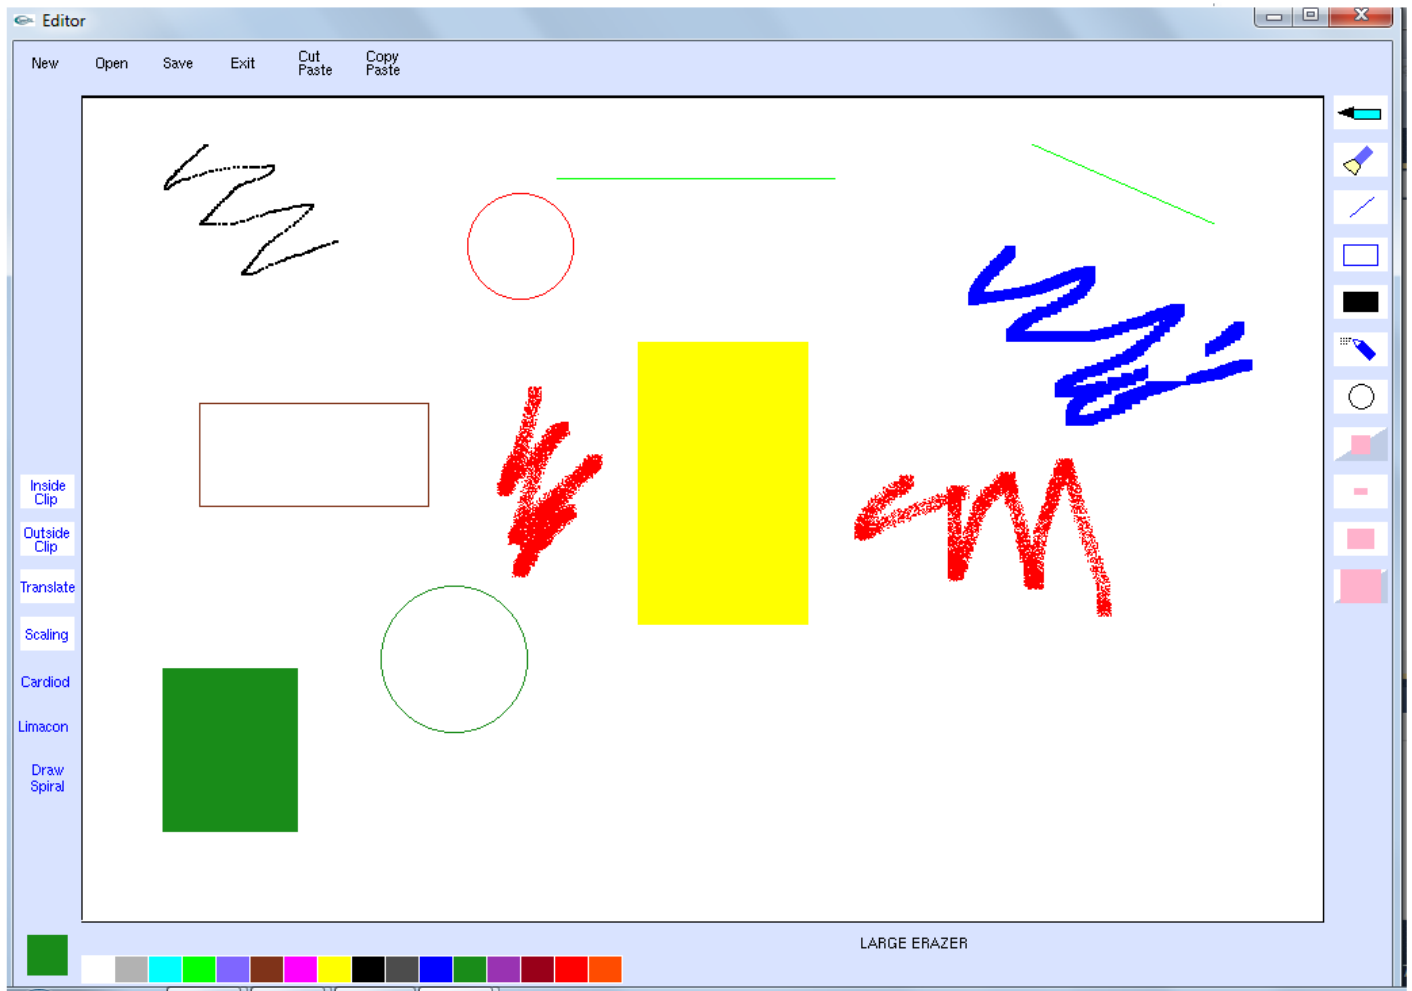 Editor
New
Open
Save
Exit
Cut
Paste
Copy
Paste
Inside
Clip
Outside
Clip
Translate
Scaling
Cardiod
Limacon
Draw
Spiral
LARGE ERAZER